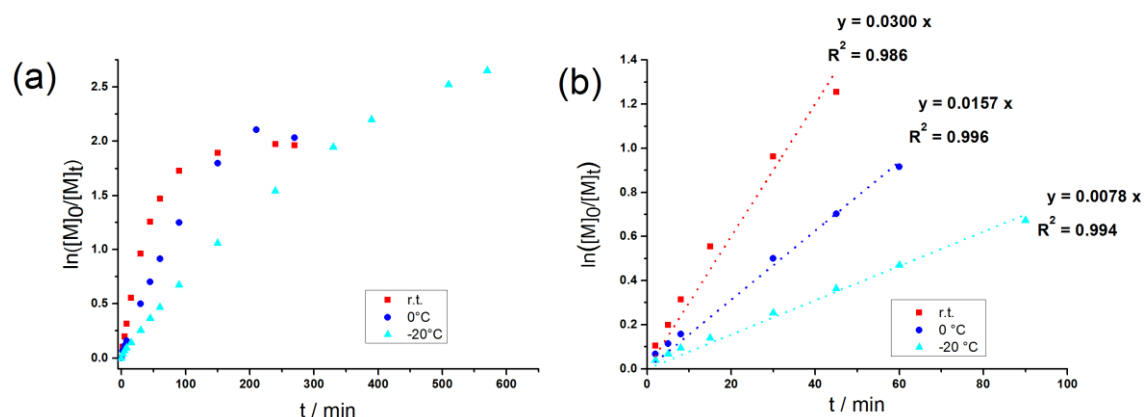 (a)
ln([M]0/[M]t)
2.5
2.0
1.5
1.0
0.5
0.0
0 100 200 300 400 500 600
t / min
r.t.
0°C
-20°C
(b)
ln([M]0/[M]t)
1.4
1.2
1.0
0.8
0.6
0.4
0.2
0.0
0 20 40 60 80 100
t / min
y = 0.0300 x
R² = 0.986
y = 0.0157 x
R² = 0.996
y = 0.0078 x
R² = 0.994
r.t.
0 °C
-20 °C